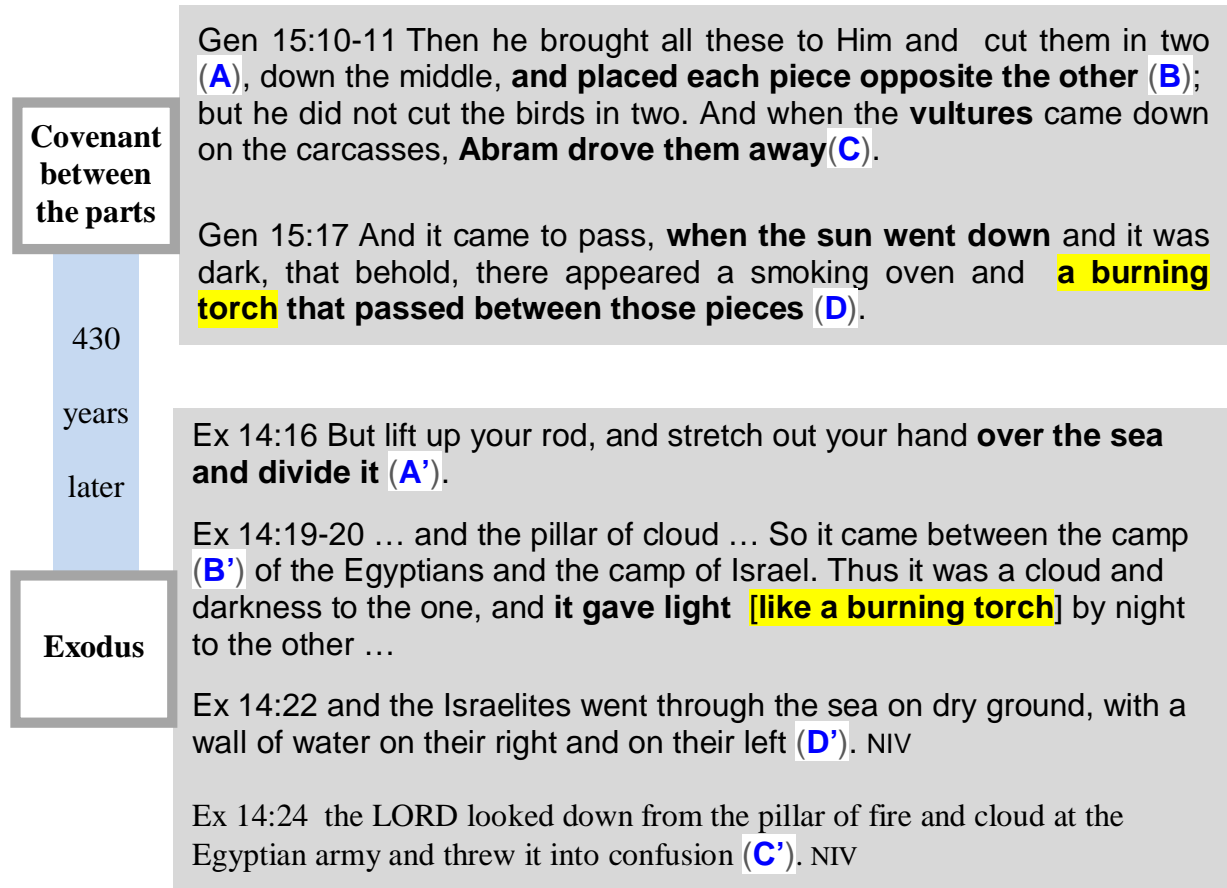 Covenant
between
the parts
Gen 15:10-11 Then he brought all these to Him and cut them in two
(A), down the middle, and placed each piece opposite the other (B);
but he did not cut the birds in two. And when the vultures came down
on the carcasses, Abram drove them away(C).
Gen 15:17 And it came to pass, when the sun went down and it was
dark, that behold, there appeared a smoking oven and a burning
torch that passed between those pieces (D).
430
years
later
Exodus
Ex 14:16 But lift up your rod, and stretch out your hand over the sea
and divide it (A’).
Ex 14:19-20 … and the pillar of cloud … So it came between the camp
(B’) of the Egyptians and the camp of Israel. Thus it was a cloud and
darkness to the one, and it gave light [like a burning torch] by night
to the other …
Ex 14:22 and the Israelites went through the sea on dry ground, with a
wall of water on their right and on their left (D’). NIV
Ex 14:24 the LORD looked down from the pillar of fire and cloud at the
Egyptian army and threw it into confusion (C’). NIV